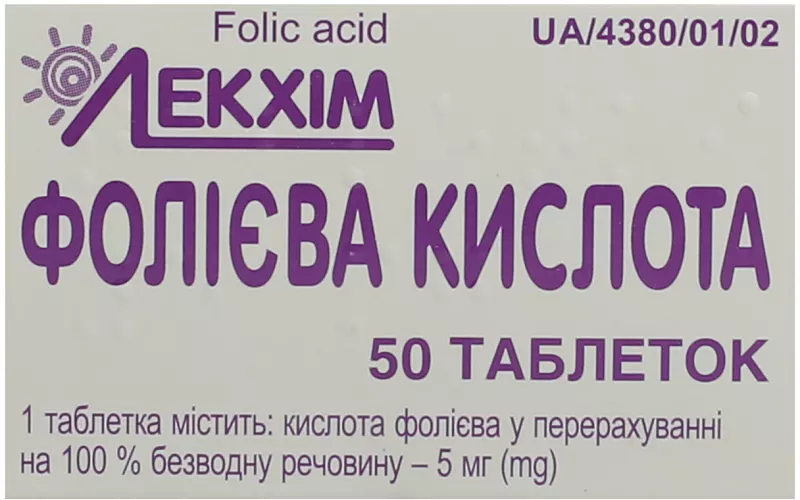 Folic acid UA/4380/01/02
ЛЕКХІМ
ФОЛІЄВА КИСЛОТА
50 ТАБЛЕТОК
1 таблетка містить: кислота фолієва у перерахуванні
на 100 % безводну речовину – 5 мг (mg)